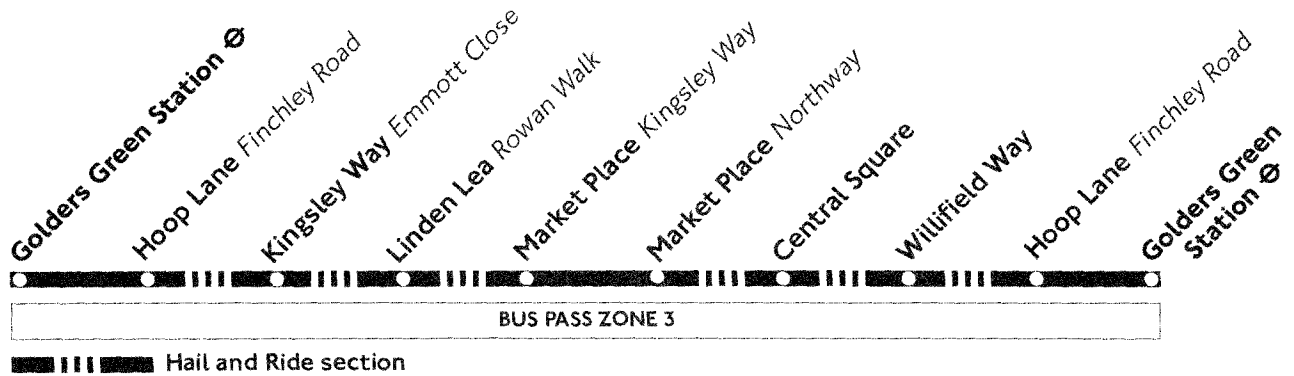 Golders Green Station
Hoop Lane Finchley Road
Kingsley Way Emmott Close
Linden Lea Rowan Walk
Market Place Kingsley Way
Market Place Northway
Central Square
Willifield Way
Hoop Lane Finchley Road
Golders Green
Station
BUS PASS ZONE 3
Hail and Ride section